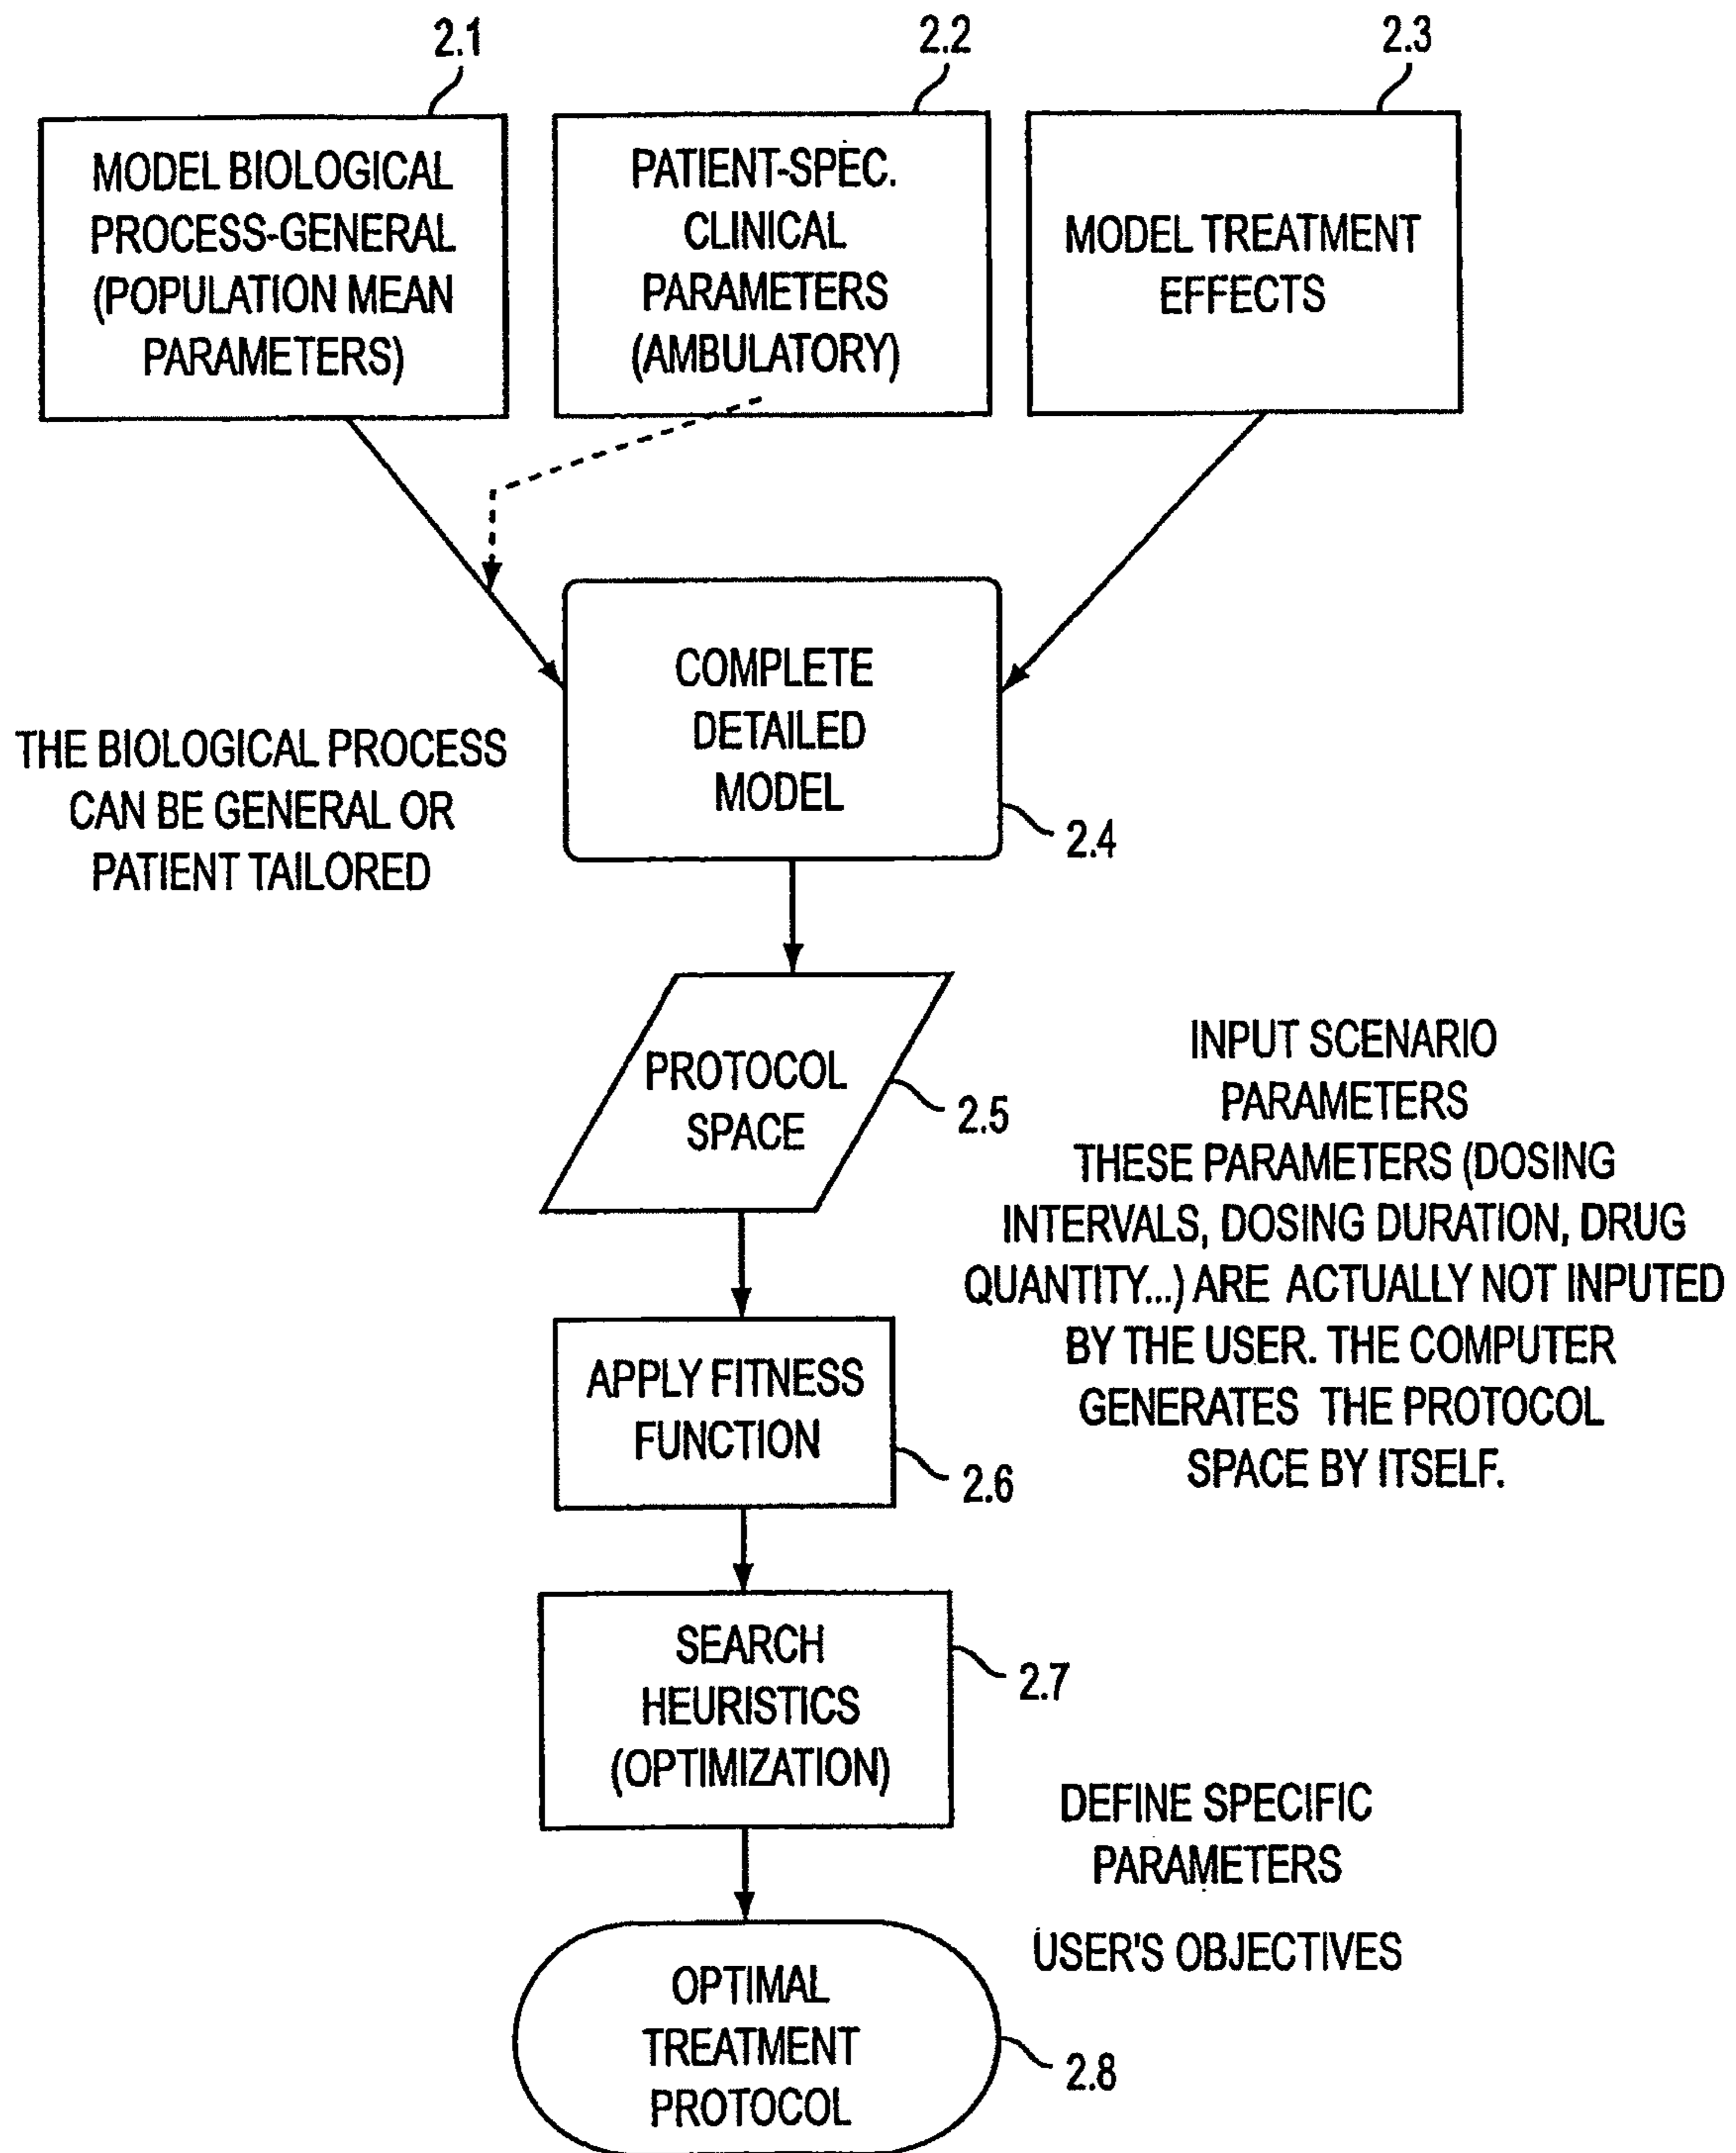 2.1
2.2
2.3
MODEL BIOLOGICAL
PROCESS-GENERAL
(POPULATION MEAN
PARAMETERS)
PATIENT-SPEC.
CLINICAL
PARAMETERS
(AMBULATORY)
MODEL TREATMENT
EFFECTS
COMPLETE
DETAILED
MODEL
2.4
THE BIOLOGICAL PROCESS
CAN BE GENERAL OR
PATIENT TAILORED
PROTOCOL
SPACE
2.5
INPUT SCENARIO
PARAMETERS
THESE PARAMETERS (DOSING
INTERVALS, DOSING DURATION, DRUG
QUANTITY...) ARE ACTUALLY NOT INPUTED
BY THE USER. THE COMPUTER
GENERATES THE PROTOCOL
SPACE BY ITSELF.
APPLY FITNESS
FUNCTION
2.6
SEARCH
HEURISTICS
(OPTIMIZATION)
2.7
DEFINE SPECIFIC
PARAMETERS
USER'S OBJECTIVES
OPTIMAL
TREATMENT
PROTOCOL
2.8